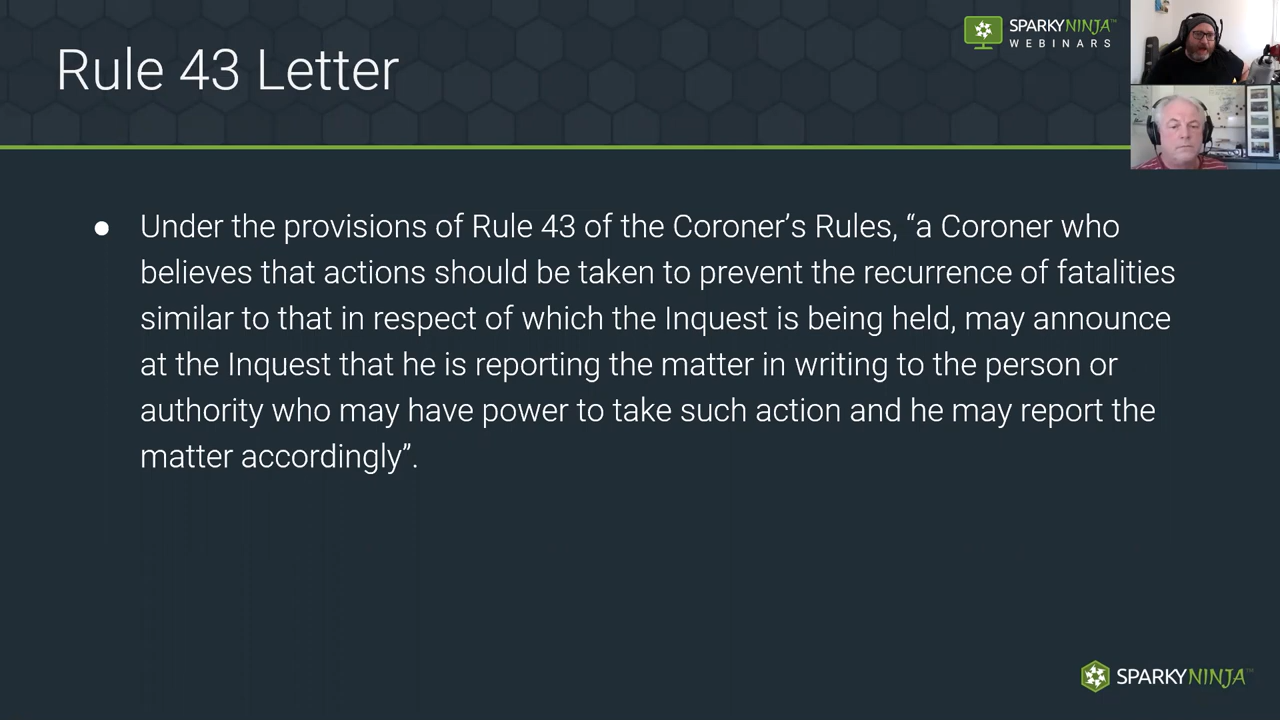 Rule 43 Letter
SPARKYNINJA™
WEBINARS
● Under the provisions of Rule 43 of the Coroner’s Rules, “a Coroner who
believes that actions should be taken to prevent the recurrence of fatalities
similar to that in respect of which the Inquest is being held, may announce
at the Inquest that he is reporting the matter in writing to the person or
authority who may have power to take such action and he may report the
matter accordingly”.
SPARKYNINJA™